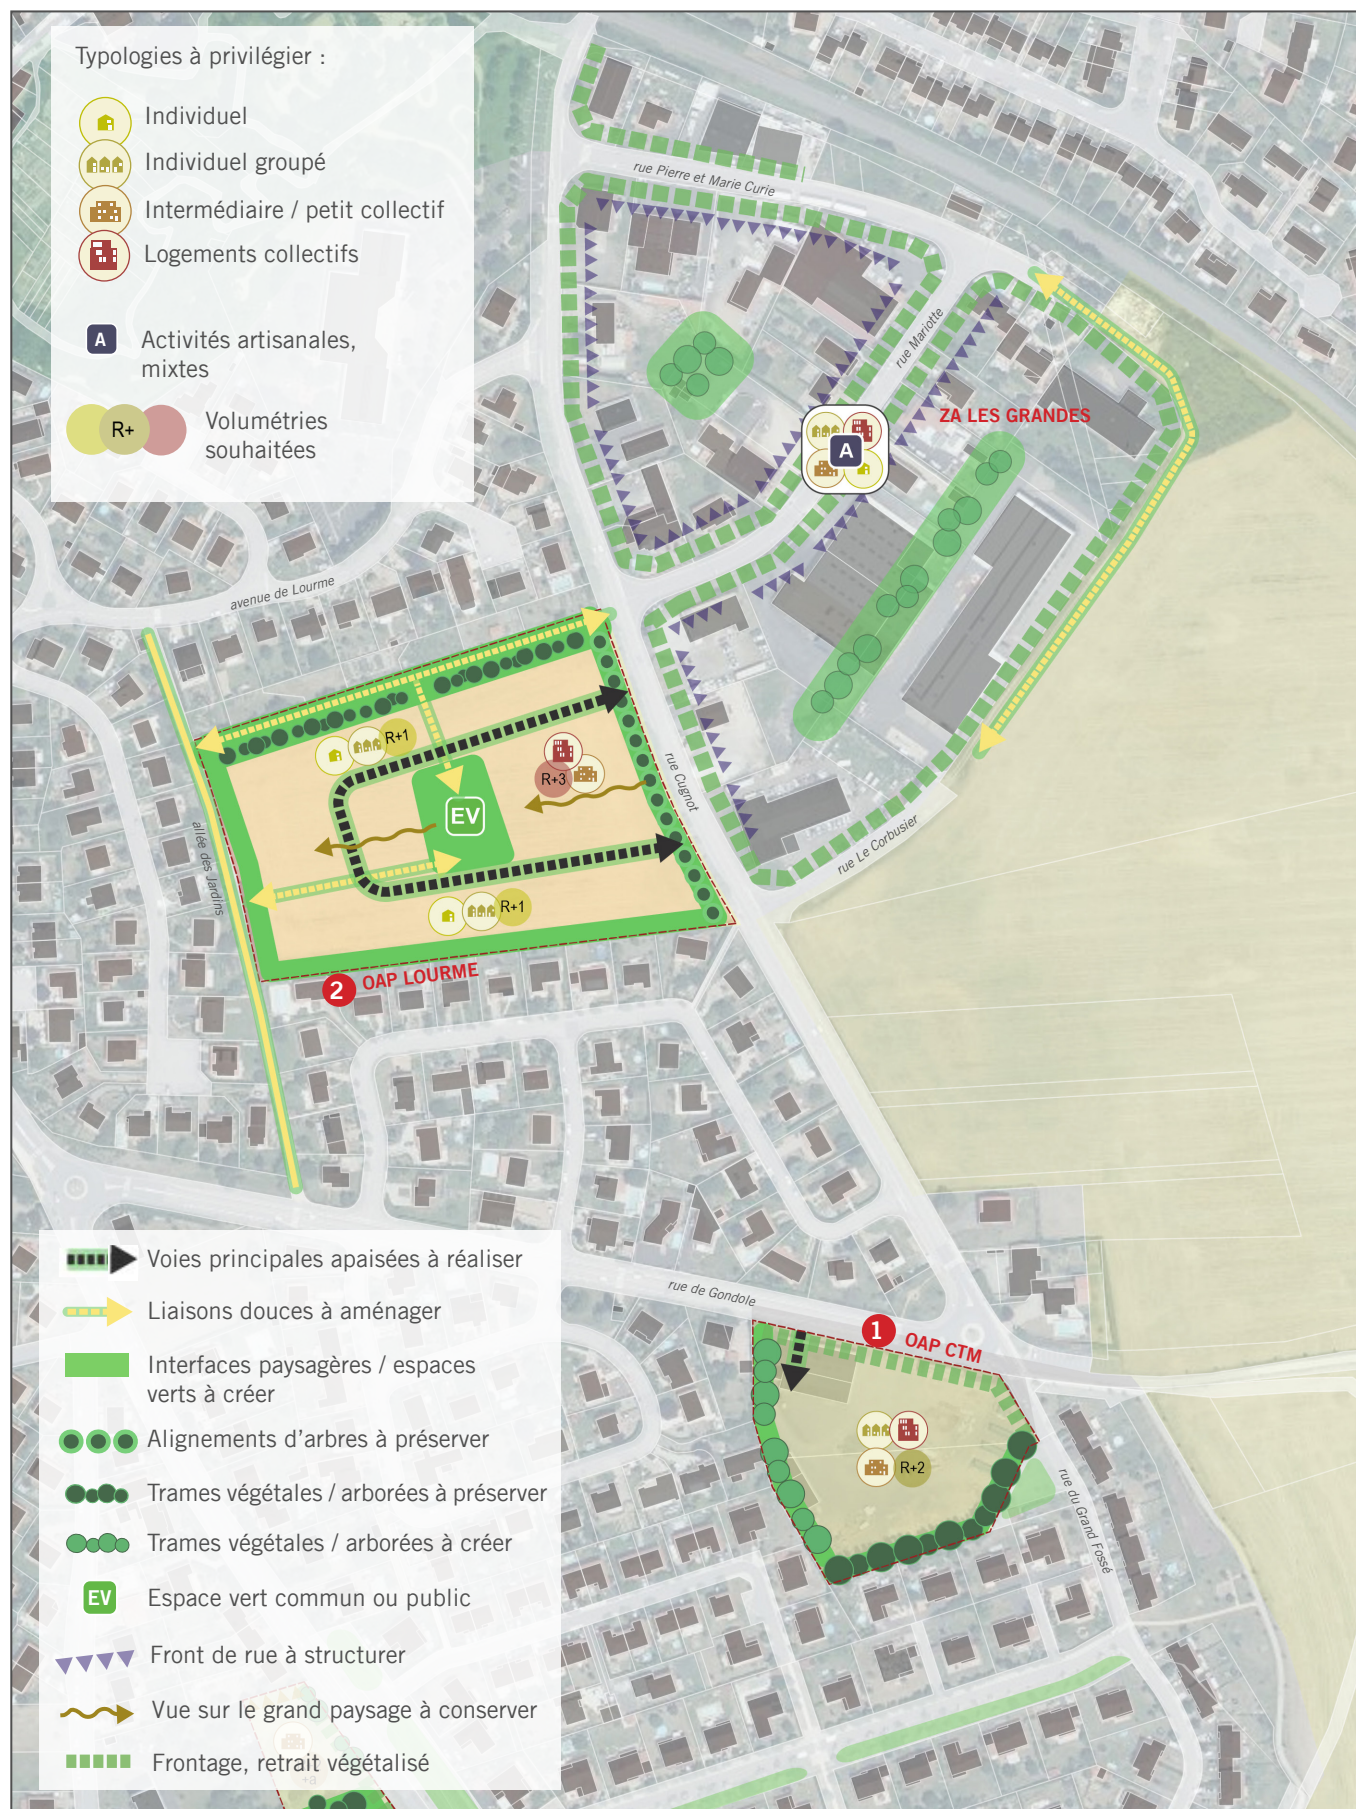 Typologies à privilégier :
Individuel
Individuel groupé
Intermédiaire / petit collectif
Logements collectifs
A
Activités artisanales,
mixtes
R+
Volumétries
souhaitées
rue Pierre et Marie Curie
rue Mariotte
ZA LES GRANDES
A
avenue de Lourme
R+1
R+3
EV
rue Cugnot
allée des Jardins
rue Le Corbusier
R+1
2 OAP LOURME
rue de Gondole
1 OAP CTM
R+2
rue du Grand Fossé
Voies principales apaisées à réaliser
Liaisons douces à aménager
Interfaces paysagères / espaces
verts à créer
Alignements d’arbres à préserver
Trames végétales / arborées à préserver
Trames végétales / arborées à créer
EV
Espace vert commun ou public
Front de rue à structurer
Vue sur le grand paysage à conserver
Frontage, retrait végétalisé